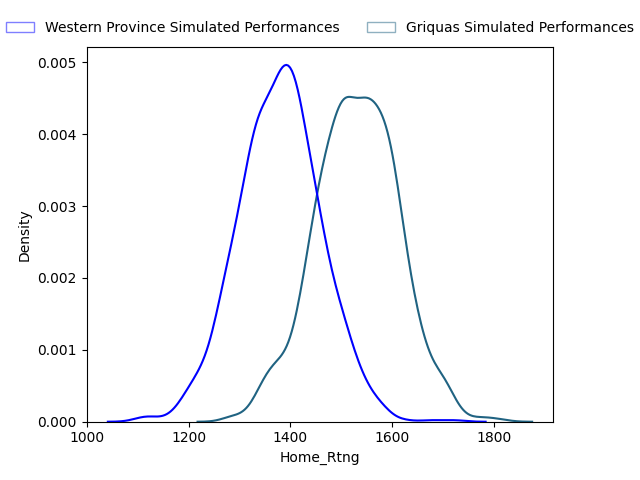 Western Province Simulated Performances
Griquas Simulated Performances
0.005
0.004
0.003
0.002
0.001
0.000
Density
1000 1200 1400 1600 1800
Home_Rtng